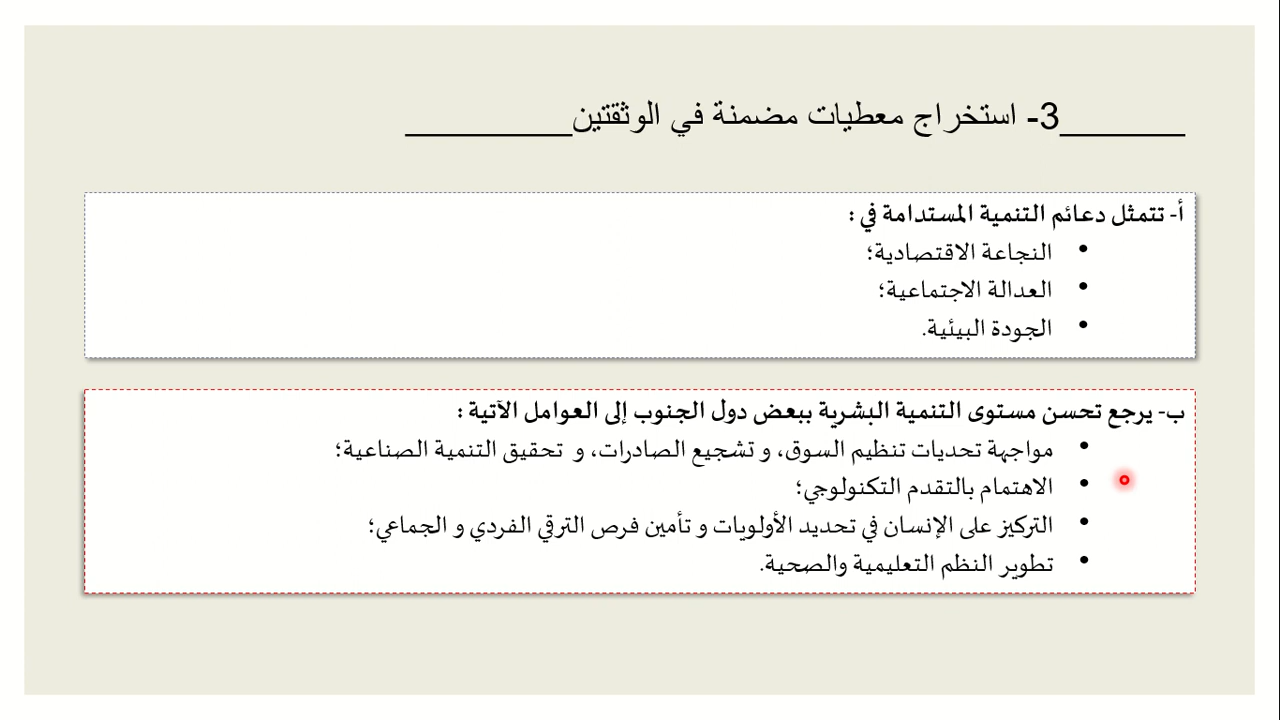 _______3- استخراج معطيات مضمنة في الوثقتين_________
أ- تتمثل دعائم التنمية المستدامة في :
• النجاعة الاقتصادية؛
• العدالة الاجتماعية؛
• الجودة البيئية.
ب- يرجع تحسن مستوى التنمية البشرية ببعض دول الجنوب إلى العوامل الآتية :
• مواجهة تحديات تنظيم السوق، و تشجيع الصادرات، و تحقيق التنمية الصناعية؛
• الاهتمام بالتقدم التكنولوجي؛
• التركيز على الإنسان في تحديد الأولويات و تأمين فرص الترقي الفردي و الجماعي؛
• تطوير النظم التعليمية والصحية.